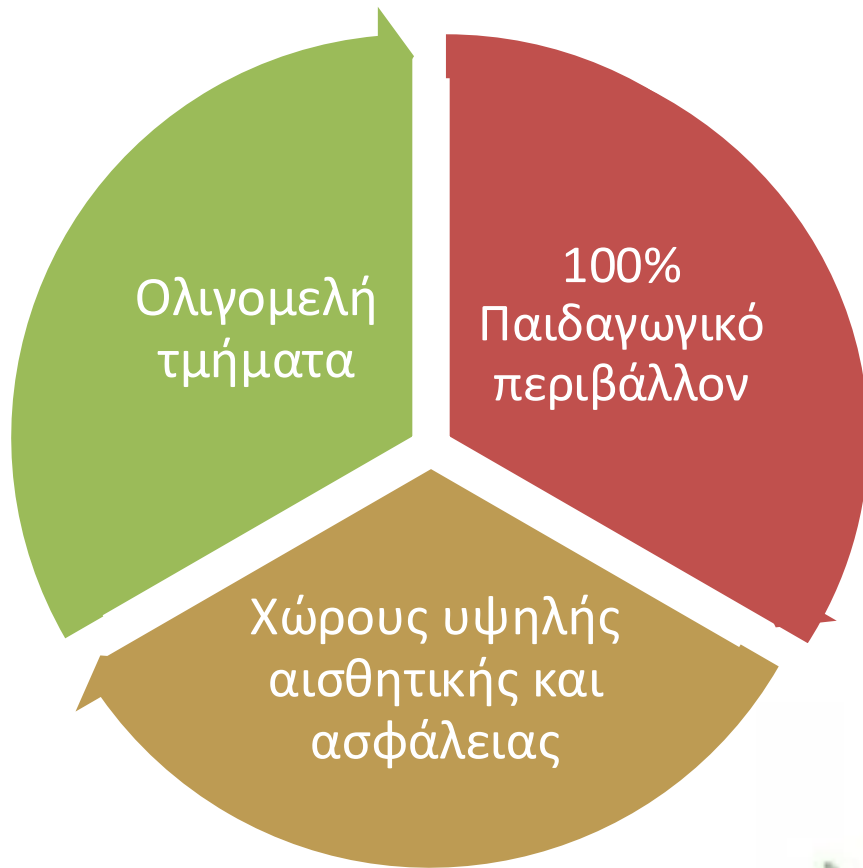 Ολιγομελή
τμήματα
100%
Παιδαγωγικό
περιβάλλον
Χώρους υψηλής
αισθητικής και
ασφάλειας